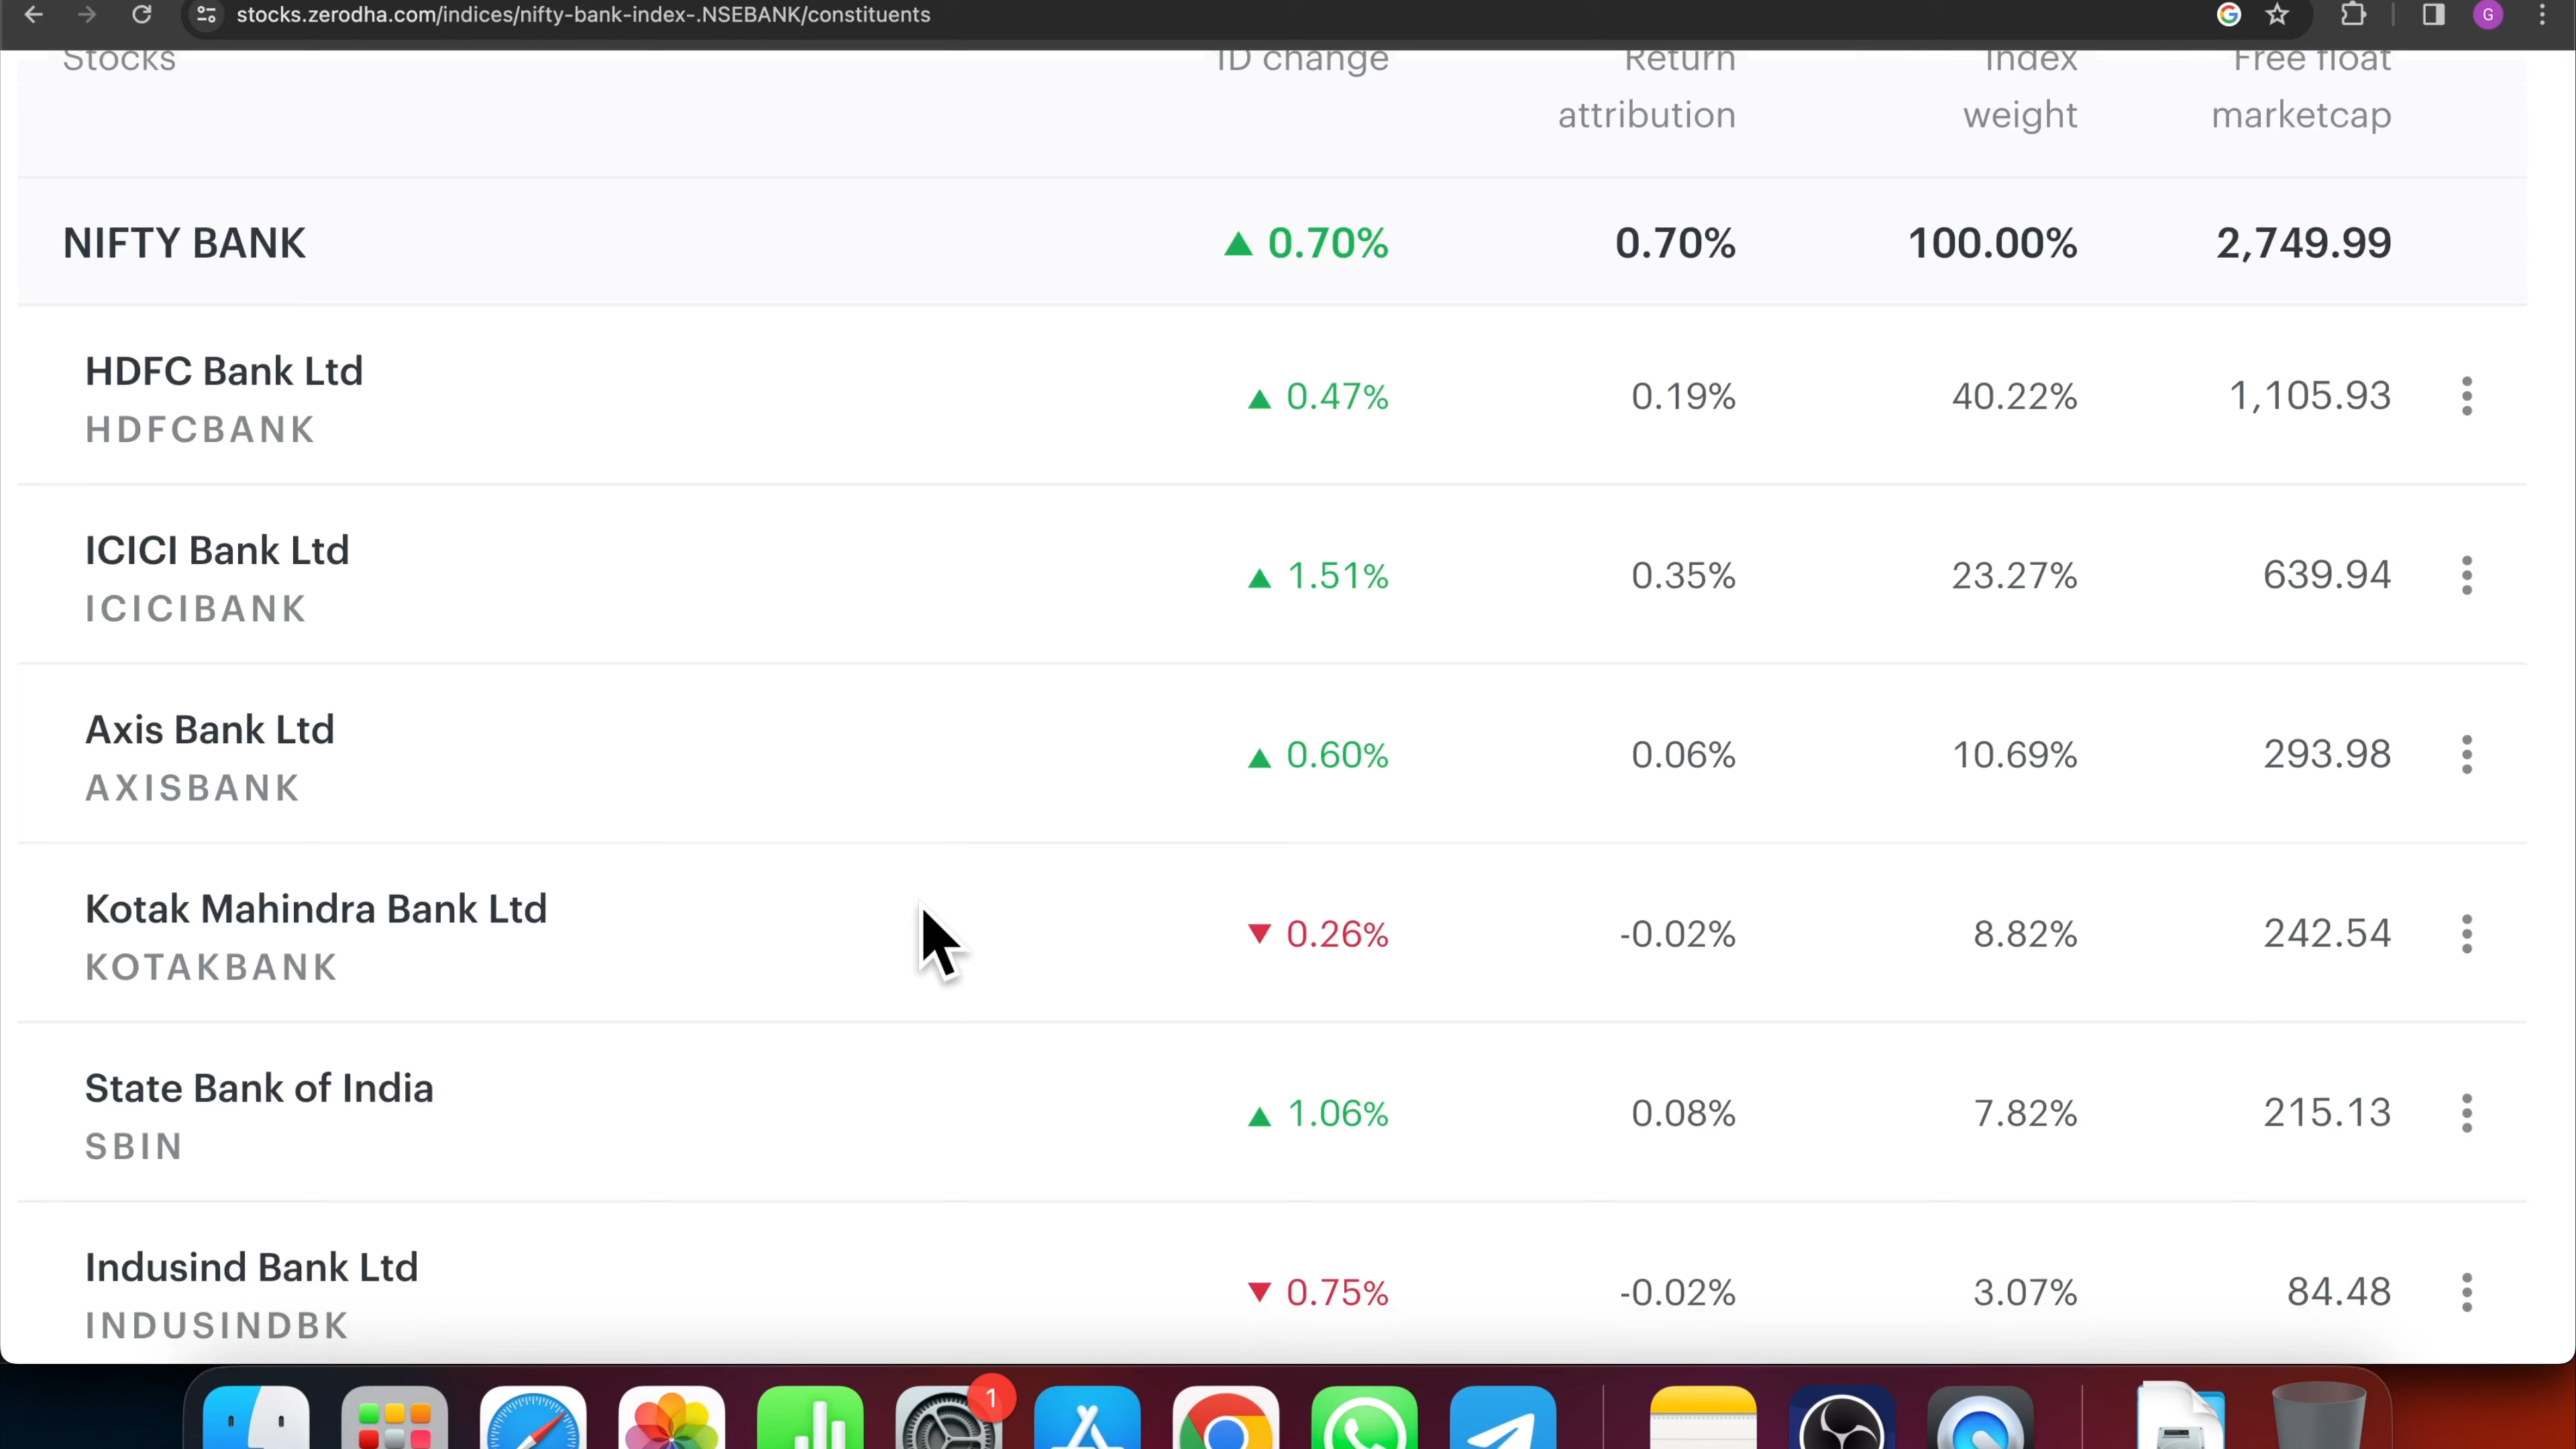 stocks.zerodha.com/indices/nifty-bank-index-.NSEBANK/constituents
G
Stocks
1D change
Return attribution
Index weight
Free float marketcap
NIFTY BANK ▲ 0.70% 0.70% 100.00% 2,749.99
HDFC Bank Ltd
HDFCBANK
▲ 0.47% 0.19% 40.22% 1,105.93
ICICI Bank Ltd
ICICIBANK
▲ 1.51% 0.35% 23.27% 639.94
Axis Bank Ltd
AXISBANK
▲ 0.60% 0.06% 10.69% 293.98
Kotak Mahindra Bank Ltd
KOTAKBANK
▼ 0.26% -0.02% 8.82% 242.54
State Bank of India
SBIN
▲ 1.06% 0.08% 7.82% 215.13
Indusind Bank Ltd
INDUSINDBK
▼ 0.75% -0.02% 3.07% 84.48
1